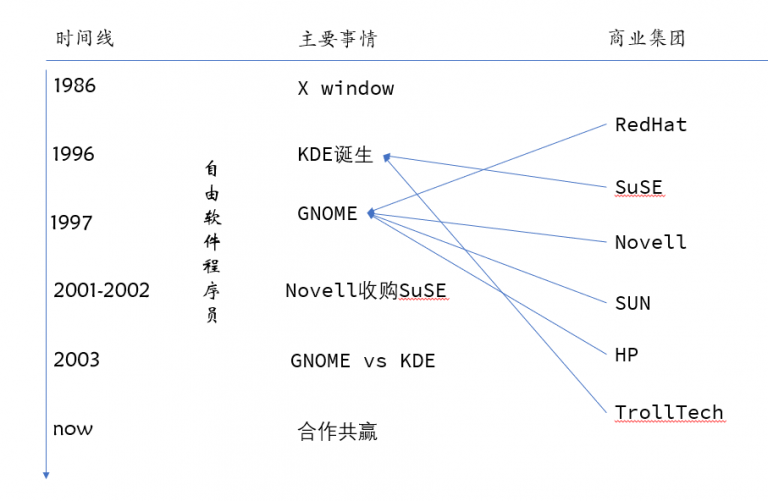 时间线 主要事情 商业集团
1986 X window
RedHat
1996 KDE诞生
自由软件程序员
SuSE
1997 GNOME
Novell
2001-2002 Novell收购SuSE
SUN
2003 GNOME vs KDE
HP
TrollTech
now 合作共赢